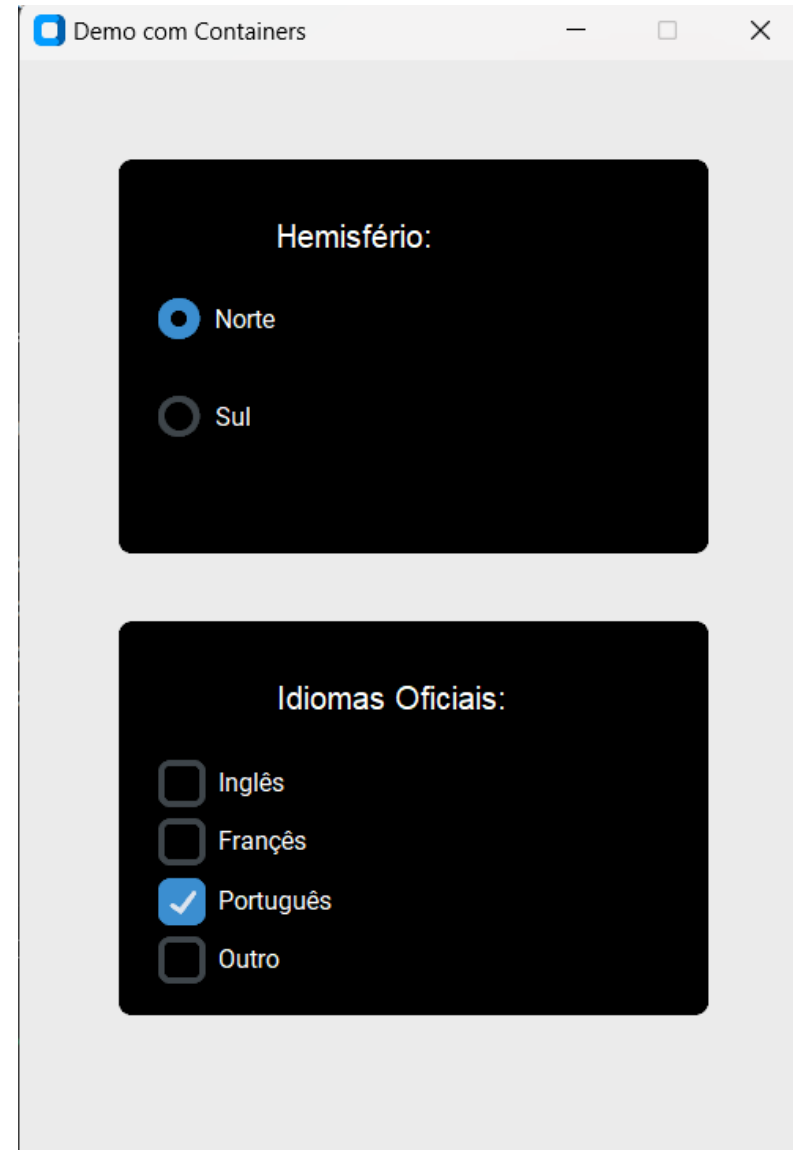 Demo com Containers
Hemisfério:
Norte
Sul
Idiomas Oficiais:
Inglês
Françês
Português
Outro